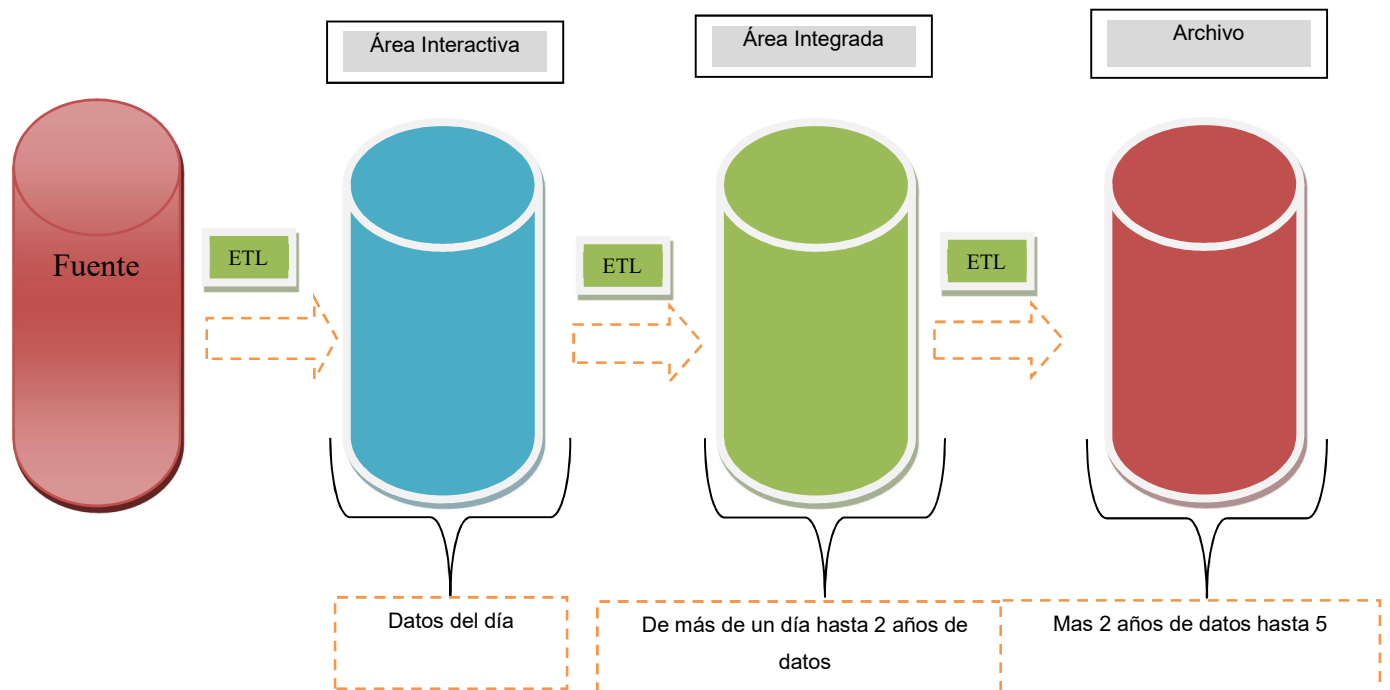 Área Interactiva
Área Integrada
Archivo
Fuente
ETL
ETL
ETL
Datos del día
De más de un día hasta 2 años de
datos
Mas 2 años de datos hasta 5